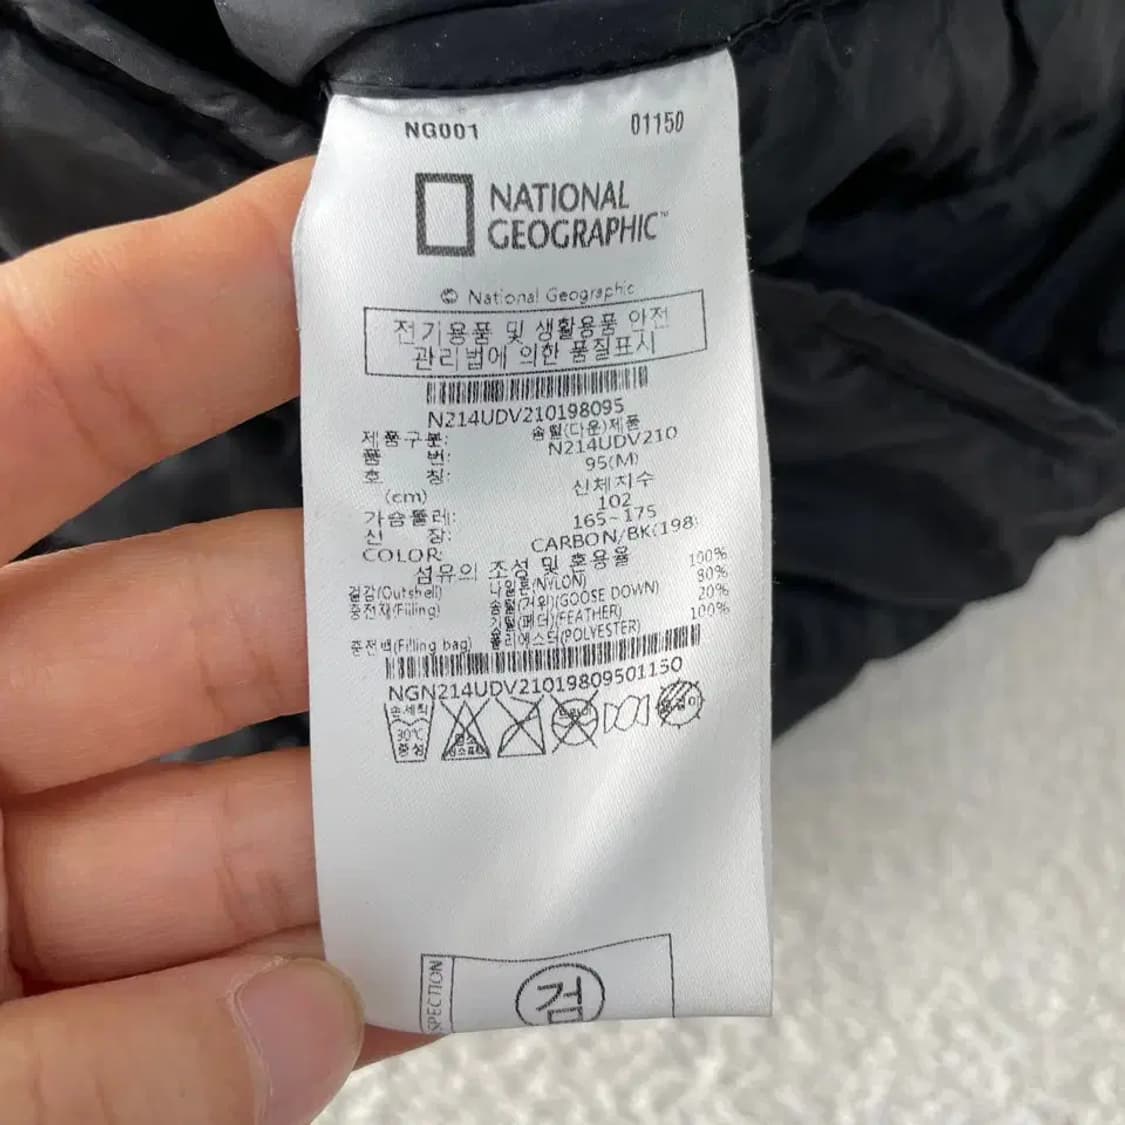 NG001 01150
NATIONAL
GEOGRAPHIC™
© National Geographic
전기용품 및 생활용품 안전
관리법에 의한 품질표시
N214UDV210198095
제품구분: 솜털(다운)제품
품 번: N214UDV210
호 칭: 95(M)
(cm) 신체치수
가슴둘레: 102
신 장: 165~175
COLOR: CARBON/BK(198)
섬유의 조성 및 혼용율
겉감(Outshell) 나일론(NYLON) 100%
충전재(Filling) 솜털(거위)(GOOSE DOWN) 80%
깃털(페더)(FEATHER) 20%
충전백(Filling bag) 폴리에스터(POLYESTER) 100%
NGN214UDV21019809501150
손세탁
30℃
중성
염소
드라이
SPECTION
검